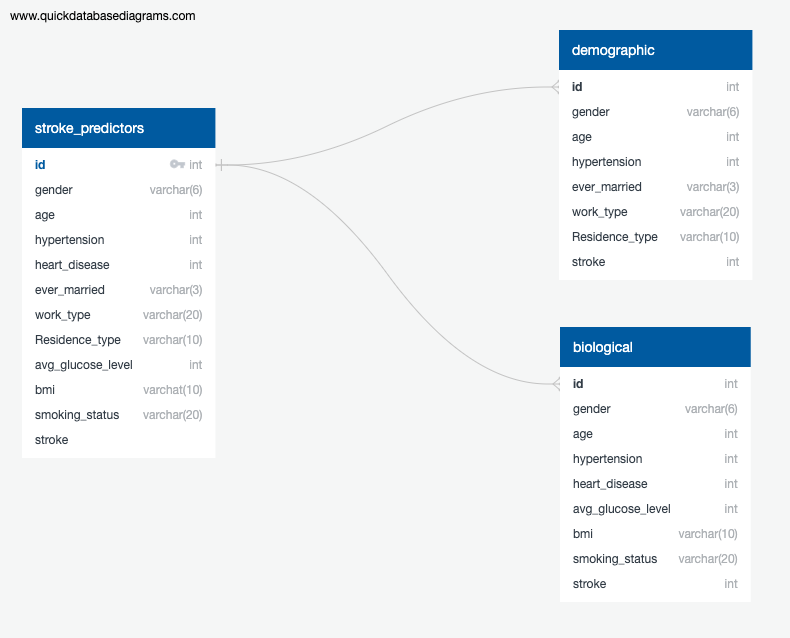 www.quickdatabasediagrams.com
stroke_predictors
id int
gender varchar(6)
age int
hypertension int
heart_disease int
ever_married varchar(3)
work_type varchar(20)
Residence_type varchar(10)
avg_glucose_level int
bmi varchat(10)
smoking_status varchar(20)
stroke
demographic
id int
gender varchar(6)
age int
hypertension int
ever_married varchar(3)
work_type varchar(20)
Residence_type varchar(10)
stroke int
biological
id int
gender varchar(6)
age int
hypertension int
heart_disease int
avg_glucose_level int
bmi varchar(10)
smoking_status varchar(20)
stroke int